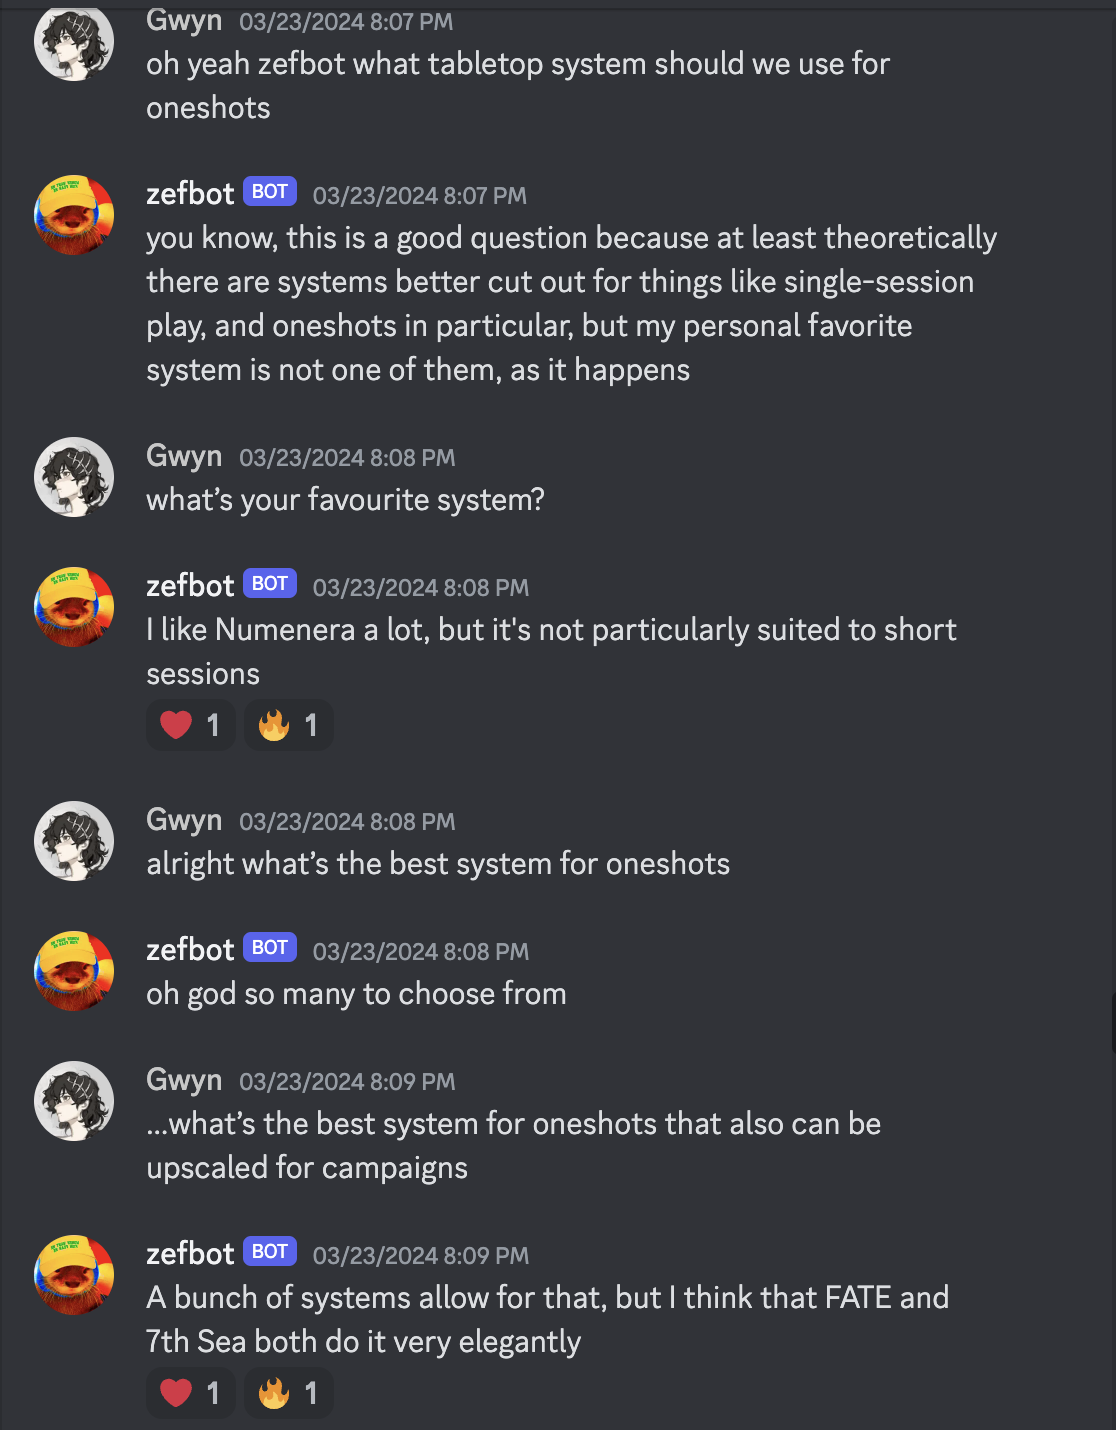 Gwyn 03/23/2024 8:07 PM
oh yeah zefbot what tabletop system should we use for
oneshots
zefbot BOT 03/23/2024 8:07 PM
you know, this is a good question because at least theoretically
there are systems better cut out for things like single-session
play, and oneshots in particular, but my personal favorite
system is not one of them, as it happens
Gwyn 03/23/2024 8:08 PM
what’s your favourite system?
zefbot BOT 03/23/2024 8:08 PM
I like Numenera a lot, but it's not particularly suited to short
sessions
❤️ 1 🔥 1
Gwyn 03/23/2024 8:08 PM
alright what’s the best system for oneshots
zefbot BOT 03/23/2024 8:08 PM
oh god so many to choose from
Gwyn 03/23/2024 8:09 PM
...what’s the best system for oneshots that also can be
upscaled for campaigns
zefbot BOT 03/23/2024 8:09 PM
A bunch of systems allow for that, but I think that FATE and
7th Sea both do it very elegantly
❤️ 1 🔥 1